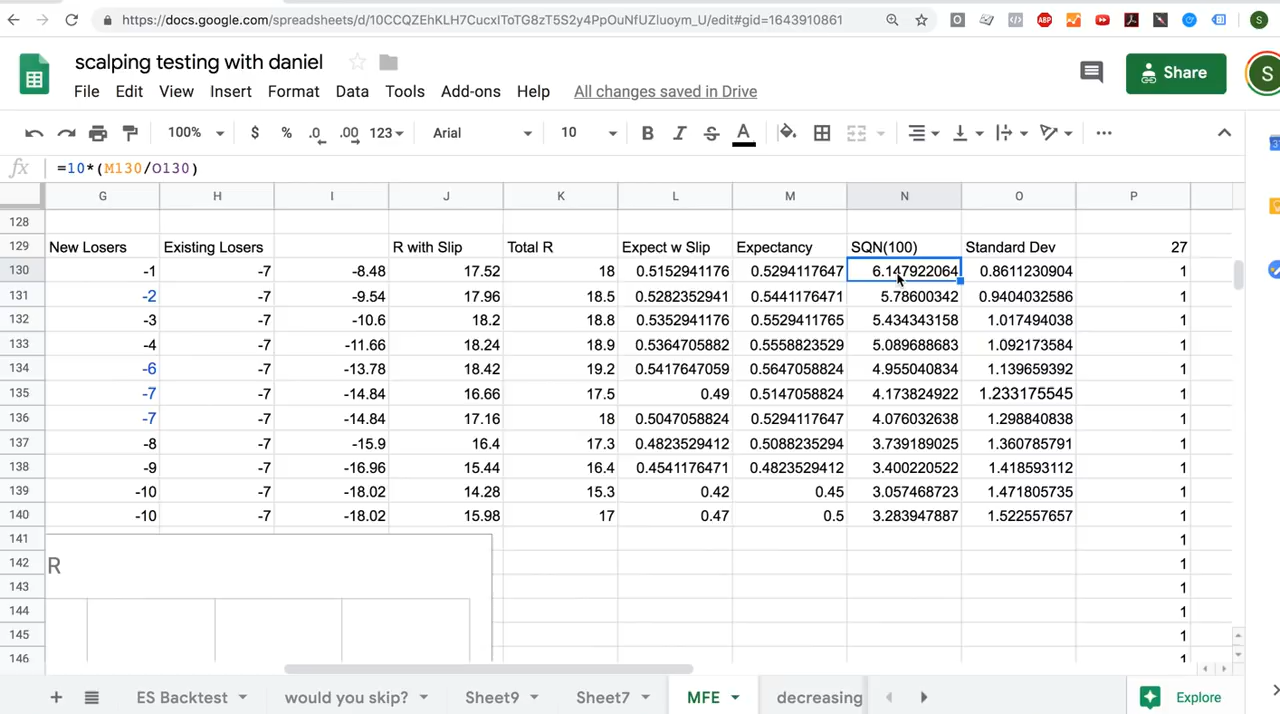 https://docs.google.com/spreadsheets/d/10CCQZEhKLH7CucxIToTG8zT5S2y4PpOuNfUZluoym_U/edit#gid=1643910861
ABP
S
scalping testing with daniel
Share
S
File Edit View Insert Format Data Tools Add-ons Help All changes saved in Drive
100% $ % .0 .00 123 Arial 10 B I S A
fx =10*(M130/O130)
G H I J K L M N O P
128
129 New Losers Existing Losers R with Slip Total R Expect w Slip Expectancy SQN(100) Standard Dev 27
130 -1 -7 -8.48 17.52 18 0.5152941176 0.5294117647 6.147922064 0.8611230904 1
131 -2 -7 -9.54 17.96 18.5 0.5282352941 0.5441176471 5.78600342 0.9404032586 1
132 -3 -7 -10.6 18.2 18.8 0.5352941176 0.5529411765 5.434343158 1.017494038 1
133 -4 -7 -11.66 18.24 18.9 0.5364705882 0.5558823529 5.089688683 1.092173584 1
134 -6 -7 -13.78 18.42 19.2 0.5417647059 0.5647058824 4.955040834 1.139659392 1
135 -7 -7 -14.84 16.66 17.5 0.49 0.5147058824 4.173824922 1.233175545 1
136 -7 -7 -14.84 17.16 18 0.5047058824 0.5294117647 4.076032638 1.298840838 1
137 -8 -7 -15.9 16.4 17.3 0.4823529412 0.5088235294 3.739189025 1.360785791 1
138 -9 -7 -16.96 15.44 16.4 0.4541176471 0.4823529412 3.400220522 1.418593112 1
139 -10 -7 -18.02 14.28 15.3 0.42 0.45 3.057468723 1.471805735 1
140 -10 -7 -18.02 15.98 17 0.47 0.5 3.283947887 1.522557657 1
141 1
142 R 1
143 1
144 1
145 1
146 1
+ ES Backtest would you skip? Sheet9 Sheet7 MFE decreasing Explore